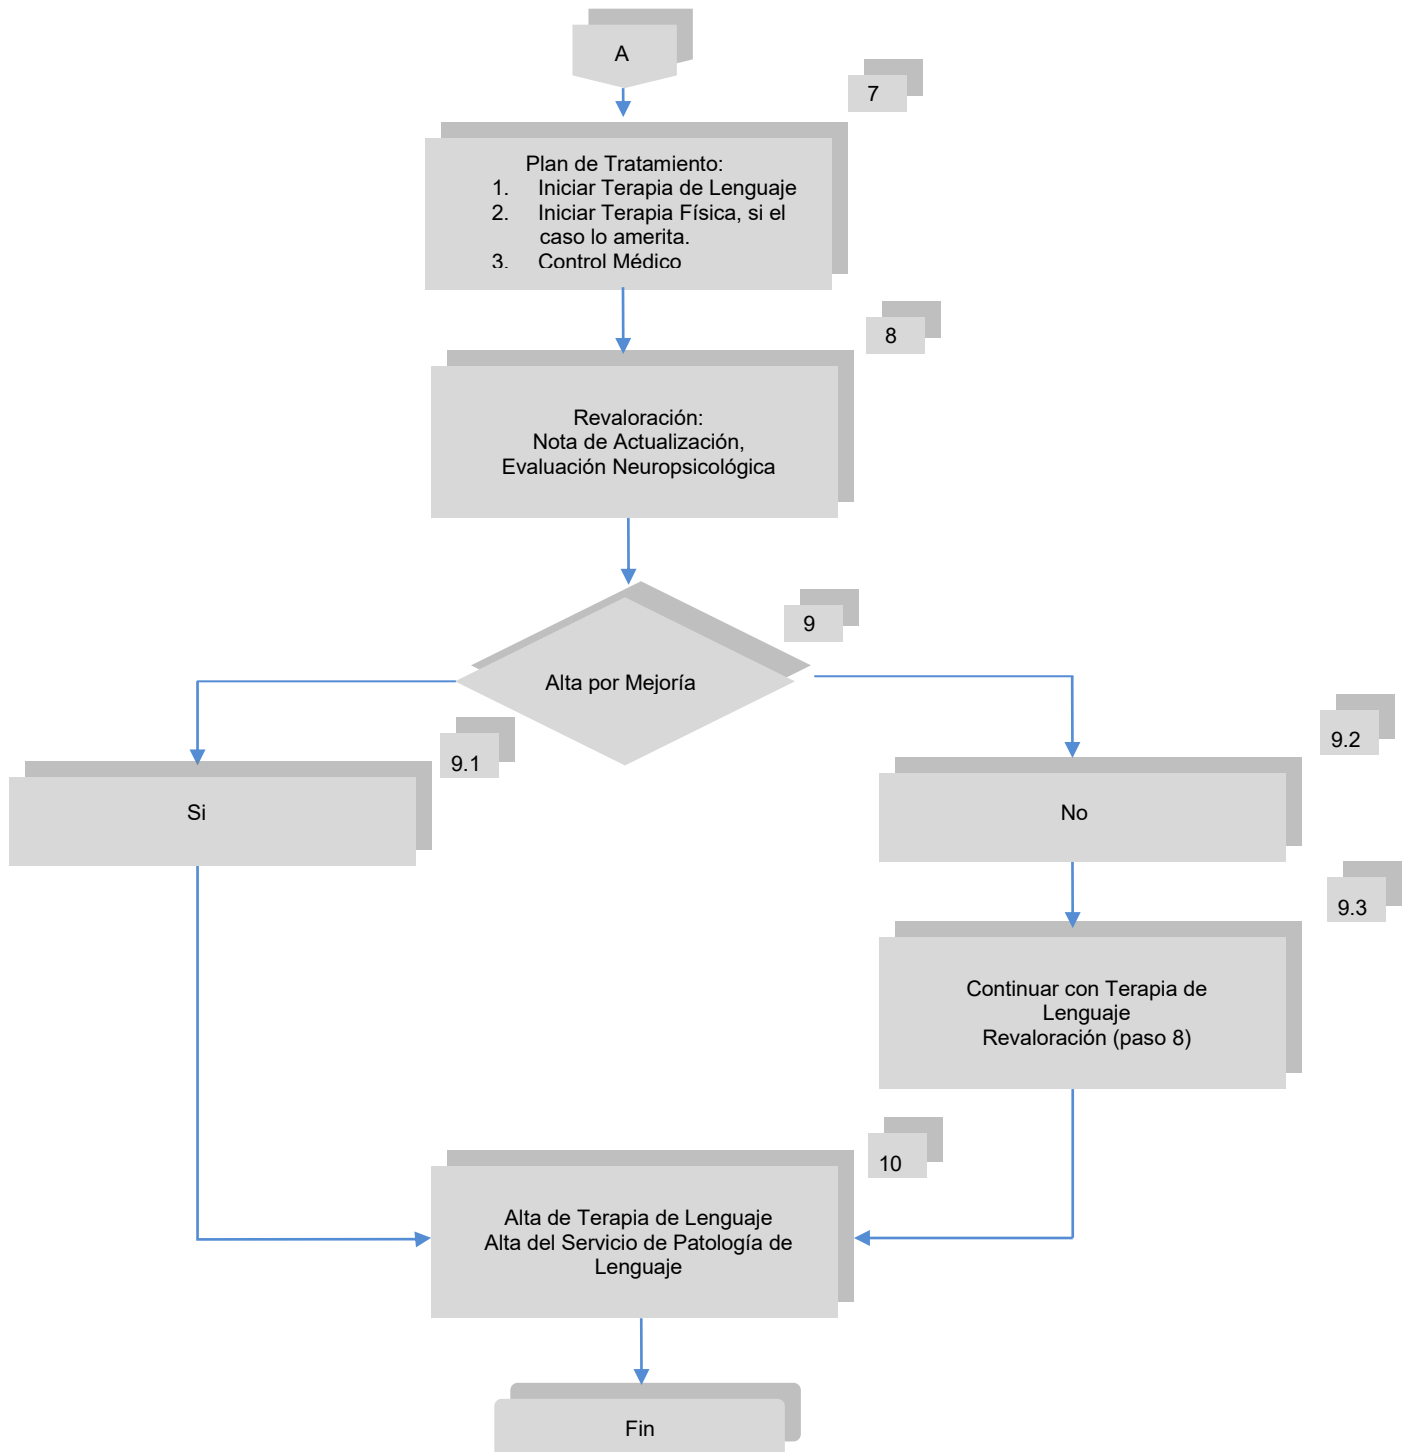 A
7
Plan de Tratamiento:
1. Iniciar Terapia de Lenguaje
2. Iniciar Terapia Física, si el
caso lo amerita.
3. Control Médico
8
Revaloración:
Nota de Actualización,
Evaluación Neuropsicológica
9
Alta por Mejoría
9.1
Si
9.2
No
9.3
Continuar con Terapia de
Lenguaje
Revaloración (paso 8)
10
Alta de Terapia de Lenguaje
Alta del Servicio de Patología de
Lenguaje
Fin